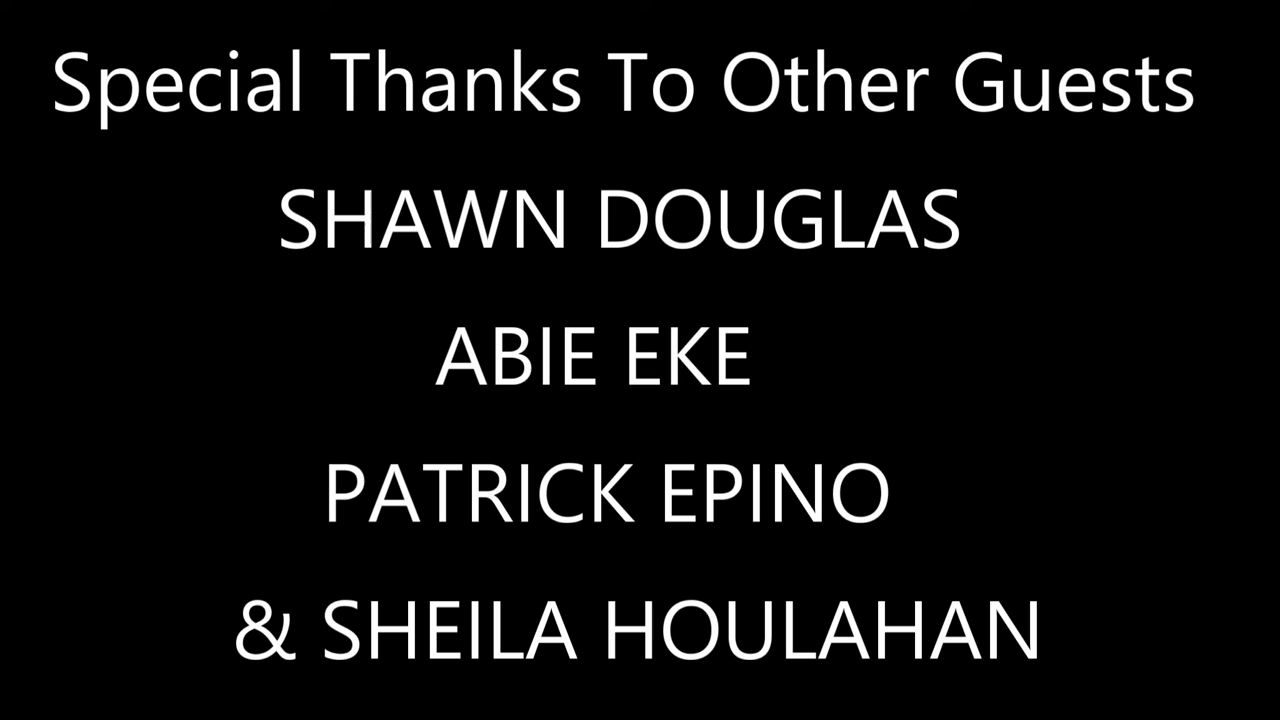 Special Thanks To Other Guests
SHAWN DOUGLAS
ABIE EKE
PATRICK EPINO
& SHEILA HOULAHAN